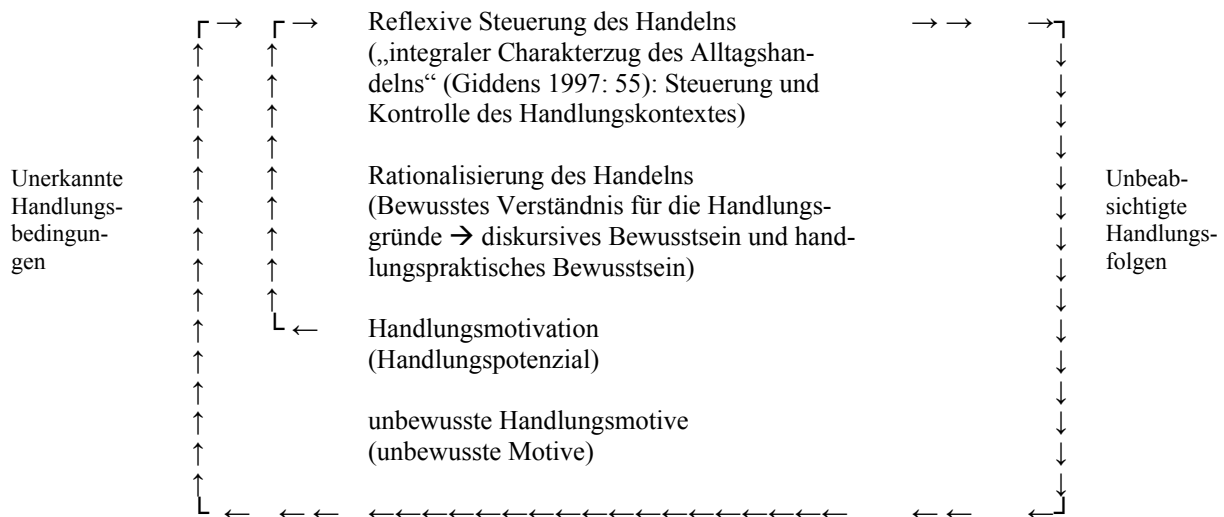 Reflexive Steuerung des Handelns
(„integraler Charakterzug des Alltagshan-
delns“ (Giddens 1997: 55): Steuerung und
Kontrolle des Handlungskontextes)
Unerkannte
Handlungs-
bedingun-
gen
Rationalisierung des Handelns
(Bewusstes Verständnis für die Handlungs-
gründe → diskursives Bewusstsein und hand-
lungspraktisches Bewusstsein)
Unbeab-
sichtigte
Handlungs-
folgen
Handlungsmotivation
(Handlungspotenzial)
unbewusste Handlungsmotive
(unbewusste Motive)